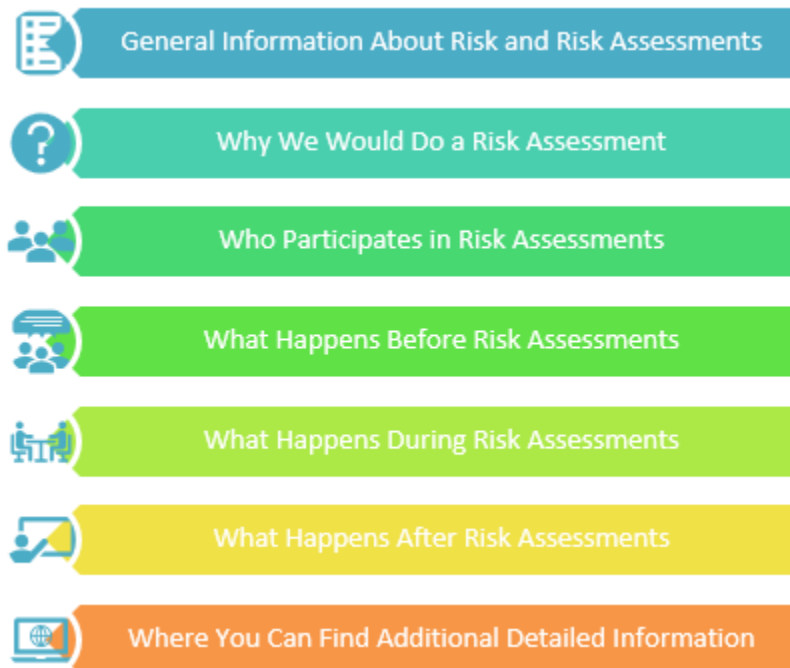 General Information About Risk and Risk Assessments
?
Why We Would Do a Risk Assessment
Who Participates in Risk Assessments
What Happens Before Risk Assessments
What Happens During Risk Assessments
What Happens After Risk Assessments
Where You Can Find Additional Detailed Information